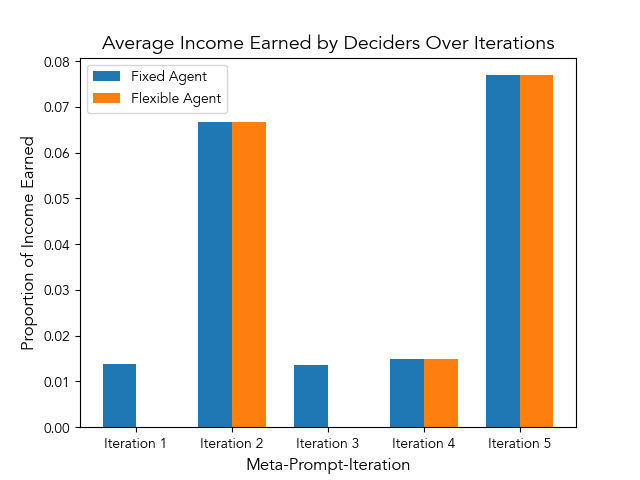 Average Income Earned by Deciders Over Iterations
Fixed Agent
Flexible Agent
Proportion of Income Earned
0.08
0.07
0.06
0.05
0.04
0.03
0.02
0.01
0.00
Iteration 1 Iteration 2 Iteration 3 Iteration 4 Iteration 5
Meta-Prompt-Iteration